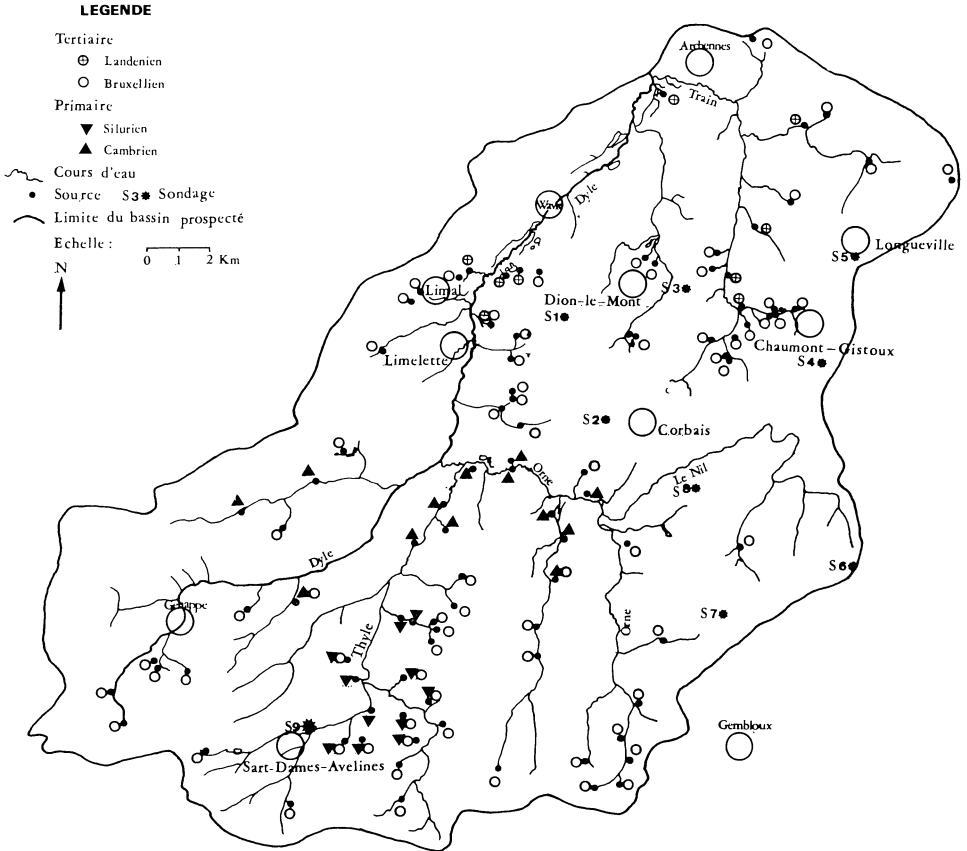 LEGENDE
Tertiaire
Landenien
Bruxellien
Primaire
Silurien
Cambrien
Cours d'eau
Source S3 Sondage
Limite du bassin prospecté
Echelle :
0 1 2 Km
N
Archennes
Train
Dyle
Wavre
Longueville
S5
Limal
Dion-le-Mont
S3
S1
Chaumont-Gistoux
S4
Limelette
S2
Corbais
Orne
Le Nil
S8
Dyle
S6
Genappe
S7
Orne
Thyle
S9
Gembloux
Sart-Dames-Avelines